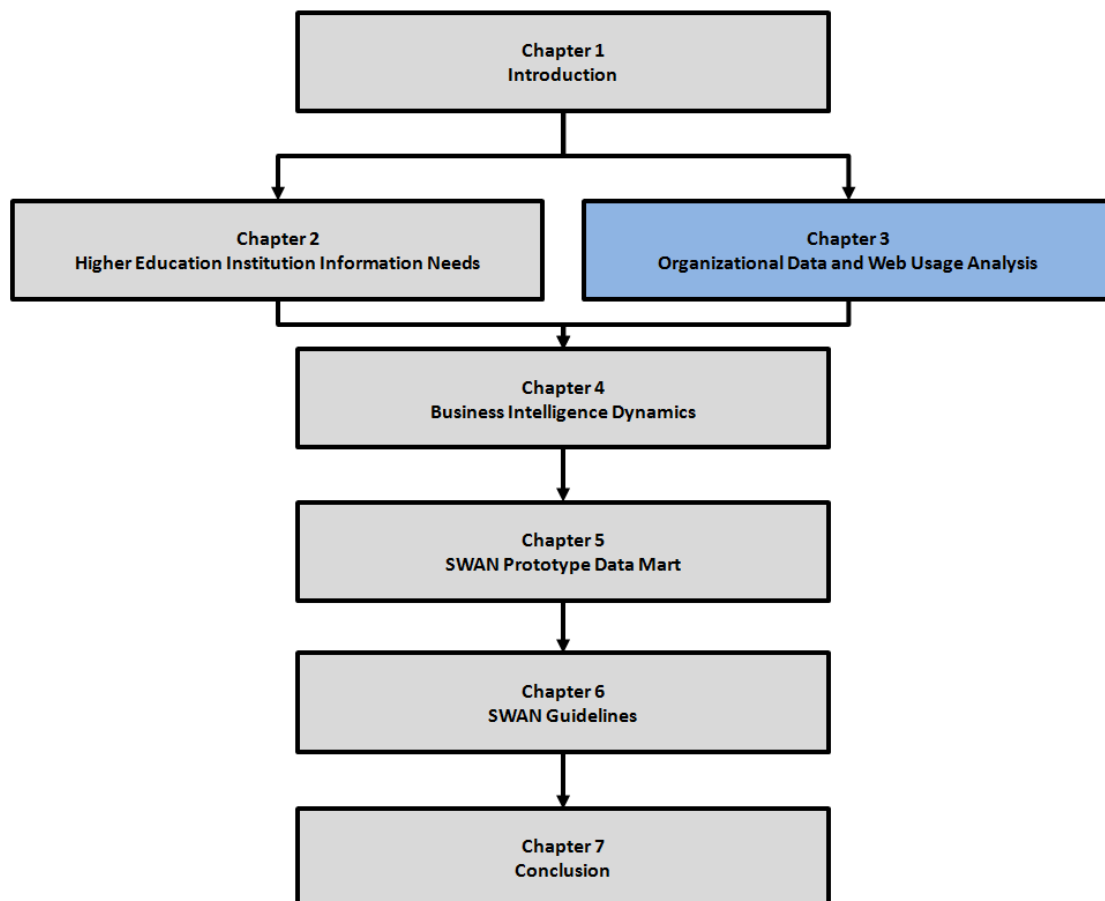 Chapter 1
Introduction
Chapter 2
Higher Education Institution Information Needs
Chapter 3
Organizational Data and Web Usage Analysis
Chapter 4
Business Intelligence Dynamics
Chapter 5
SWAN Prototype Data Mart
Chapter 6
SWAN Guidelines
Chapter 7
Conclusion